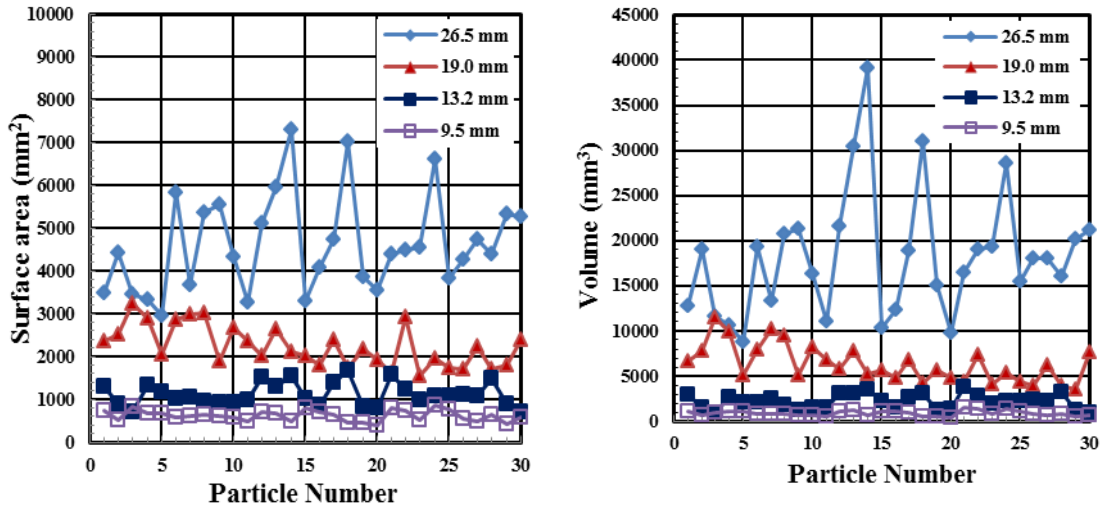 10000
9000
8000
7000
6000
5000
4000
3000
2000
1000
0
Surface area (mm²)
26.5 mm
19.0 mm
13.2 mm
9.5 mm
0 5 10 15 20 25 30
Particle Number
45000
40000
35000
30000
25000
20000
15000
10000
5000
0
Volume (mm³)
26.5 mm
19.0 mm
13.2 mm
9.5 mm
0 5 10 15 20 25 30
Particle Number